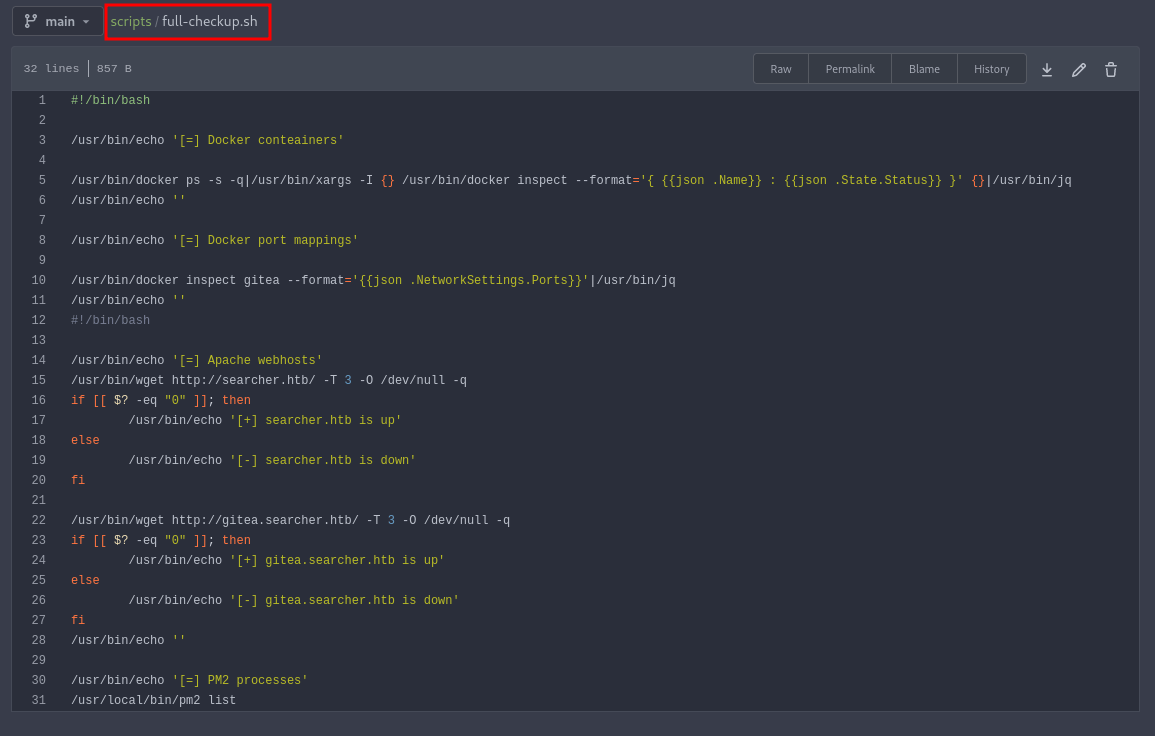 main scripts / full-checkup.sh
32 lines 857 B Raw Permalink Blame History
1 #!/bin/bash
2
3 /usr/bin/echo '[=] Docker conteainers'
4
5 /usr/bin/docker ps -s -q|/usr/bin/xargs -I {} /usr/bin/docker inspect --format='{ {{json .Name}} : {{json .State.Status}} }' {}|/usr/bin/jq
6 /usr/bin/echo ''
7
8 /usr/bin/echo '[=] Docker port mappings'
9
10 /usr/bin/docker inspect gitea --format='{{json .NetworkSettings.Ports}}'|/usr/bin/jq
11 /usr/bin/echo ''
12 #!/bin/bash
13
14 /usr/bin/echo '[=] Apache webhosts'
15 /usr/bin/wget http://searcher.htb/ -T 3 -O /dev/null -q
16 if [[ $? -eq "0" ]]; then
17 /usr/bin/echo '[+] searcher.htb is up'
18 else
19 /usr/bin/echo '[-] searcher.htb is down'
20 fi
21
22 /usr/bin/wget http://gitea.searcher.htb/ -T 3 -O /dev/null -q
23 if [[ $? -eq "0" ]]; then
24 /usr/bin/echo '[+] gitea.searcher.htb is up'
25 else
26 /usr/bin/echo '[-] gitea.searcher.htb is down'
27 fi
28 /usr/bin/echo ''
29
30 /usr/bin/echo '[=] PM2 processes'
31 /usr/local/bin/pm2 list